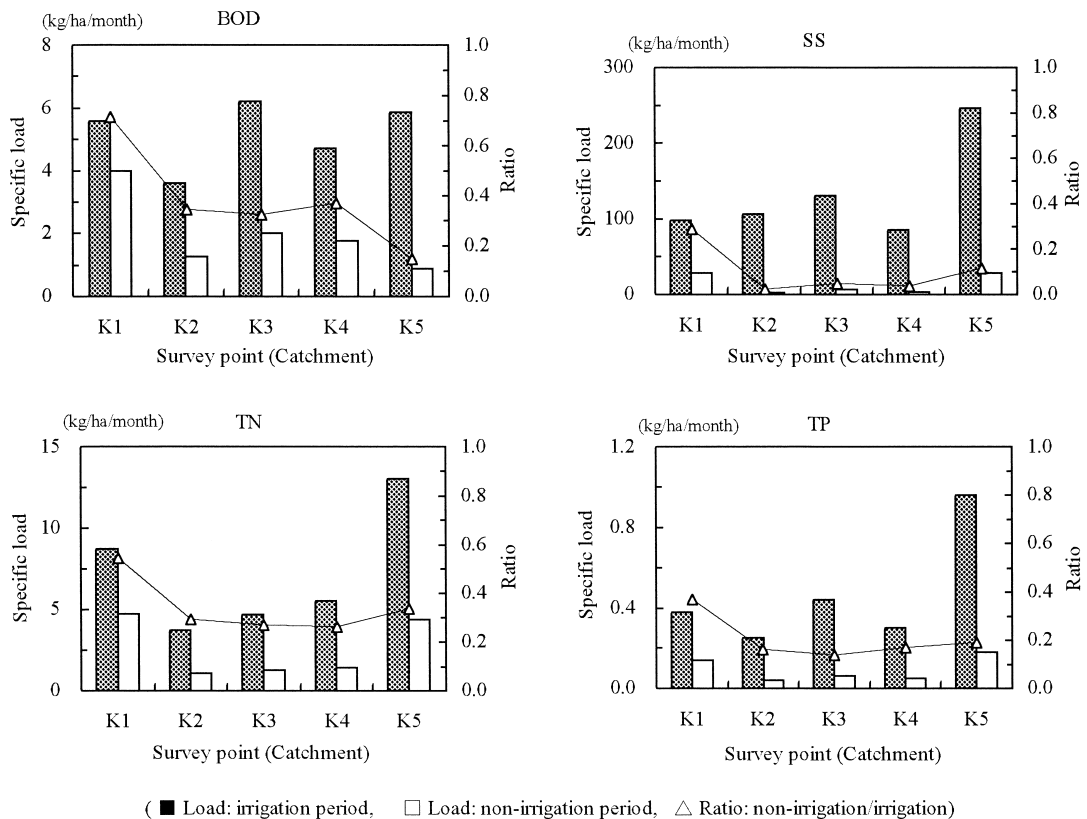 (kg/ha/month) BOD
8
6
4
2
0
Specific load
1.0
0.8
0.6
0.4
0.2
0.0
Ratio
K1 K2 K3 K4 K5
Survey point (Catchment)
(kg/ha/month) SS
300
200
100
0
Specific load
1.0
0.8
0.6
0.4
0.2
0.0
Ratio
K1 K2 K3 K4 K5
Survey point (Catchment)
(kg/ha/month) TN
15
10
5
0
Specific load
1.0
0.8
0.6
0.4
0.2
0.0
Ratio
K1 K2 K3 K4 K5
Survey point (Catchment)
(kg/ha/month) TP
1.2
0.8
0.4
0.0
Specific load
1.0
0.8
0.6
0.4
0.2
0.0
Ratio
K1 K2 K3 K4 K5
Survey point (Catchment)
( ■ Load: irrigation period, □ Load: non-irrigation period, △ Ratio: non-irrigation/irrigation)